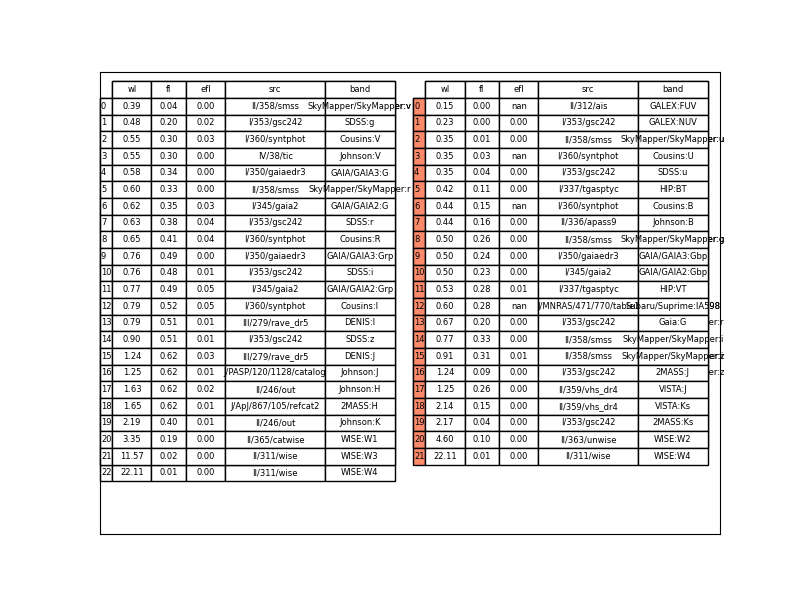 wl fl efl src band
0 0.39 0.04 0.00 II/358/smss SkyMapper/SkyMapper:v
1 0.48 0.20 0.02 I/353/gsc242 SDSS:g
2 0.55 0.30 0.03 I/360/syntphot Cousins:V
3 0.55 0.30 0.00 IV/38/tic Johnson:V
4 0.58 0.34 0.00 I/350/gaiaedr3 GAIA/GAIA3:G
5 0.60 0.33 0.00 II/358/smss SkyMapper/SkyMapper:r
6 0.62 0.35 0.03 I/345/gaia2 GAIA/GAIA2:G
7 0.63 0.38 0.04 I/353/gsc242 SDSS:r
8 0.65 0.41 0.04 I/360/syntphot Cousins:R
9 0.76 0.49 0.00 I/350/gaiaedr3 GAIA/GAIA3:Grp
10 0.76 0.48 0.01 I/353/gsc242 SDSS:i
11 0.77 0.49 0.05 I/345/gaia2 GAIA/GAIA2:Grp
12 0.79 0.52 0.05 I/360/syntphot Cousins:I
13 0.79 0.51 0.01 III/279/rave_dr5 DENIS:I
14 0.90 0.51 0.01 I/353/gsc242 SDSS:z
15 1.24 0.62 0.03 III/279/rave_dr5 DENIS:J
16 1.25 0.62 0.01 J/PASP/120/1128/catalog Johnson:J
17 1.63 0.62 0.02 II/246/out Johnson:H
18 1.65 0.62 0.01 J/ApJ/867/105/refcat2 2MASS:H
19 2.19 0.40 0.01 II/246/out Johnson:K
20 3.35 0.19 0.00 II/365/catwise WISE:W1
21 11.57 0.02 0.00 II/311/wise WISE:W3
22 22.11 0.01 0.00 II/311/wise WISE:W4
wl fl efl src band
0 0.15 0.00 nan II/312/ais GALEX:FUV
1 0.23 0.00 0.00 I/353/gsc242 GALEX:NUV
2 0.35 0.01 0.00 II/358/smss SkyMapper/SkyMapper:u
3 0.35 0.03 nan I/360/syntphot Cousins:U
4 0.35 0.04 0.00 I/353/gsc242 SDSS:u
5 0.42 0.11 0.00 I/337/tgasptyc HIP:BT
6 0.44 0.15 nan I/360/syntphot Cousins:B
7 0.44 0.16 0.00 II/336/apass9 Johnson:B
8 0.50 0.26 0.00 II/358/smss SkyMapper/SkyMapper:g
9 0.50 0.24 0.00 I/350/gaiaedr3 GAIA/GAIA3:Gbp
10 0.50 0.23 0.00 I/345/gaia2 GAIA/GAIA2:Gbp
11 0.53 0.28 0.01 I/337/tgasptyc HIP:VT
12 0.60 0.28 nan J/MNRAS/471/770/table1 Subaru/Suprime:IA598
13 0.67 0.20 0.00 I/353/gsc242 Gaia:G er:r
14 0.77 0.33 0.00 II/358/smss SkyMapper/SkyMapper:i
15 0.91 0.31 0.01 II/358/smss SkyMapper/SkyMapper:z
16 1.24 0.09 0.00 I/353/gsc242 2MASS:J er:z
17 1.25 0.26 0.00 II/359/vhs_dr4 VISTA:J
18 2.14 0.15 0.00 II/359/vhs_dr4 VISTA:Ks
19 2.17 0.04 0.00 I/353/gsc242 2MASS:Ks
20 4.60 0.10 0.00 II/363/unwise WISE:W2
21 22.11 0.01 0.00 II/311/wise WISE:W4